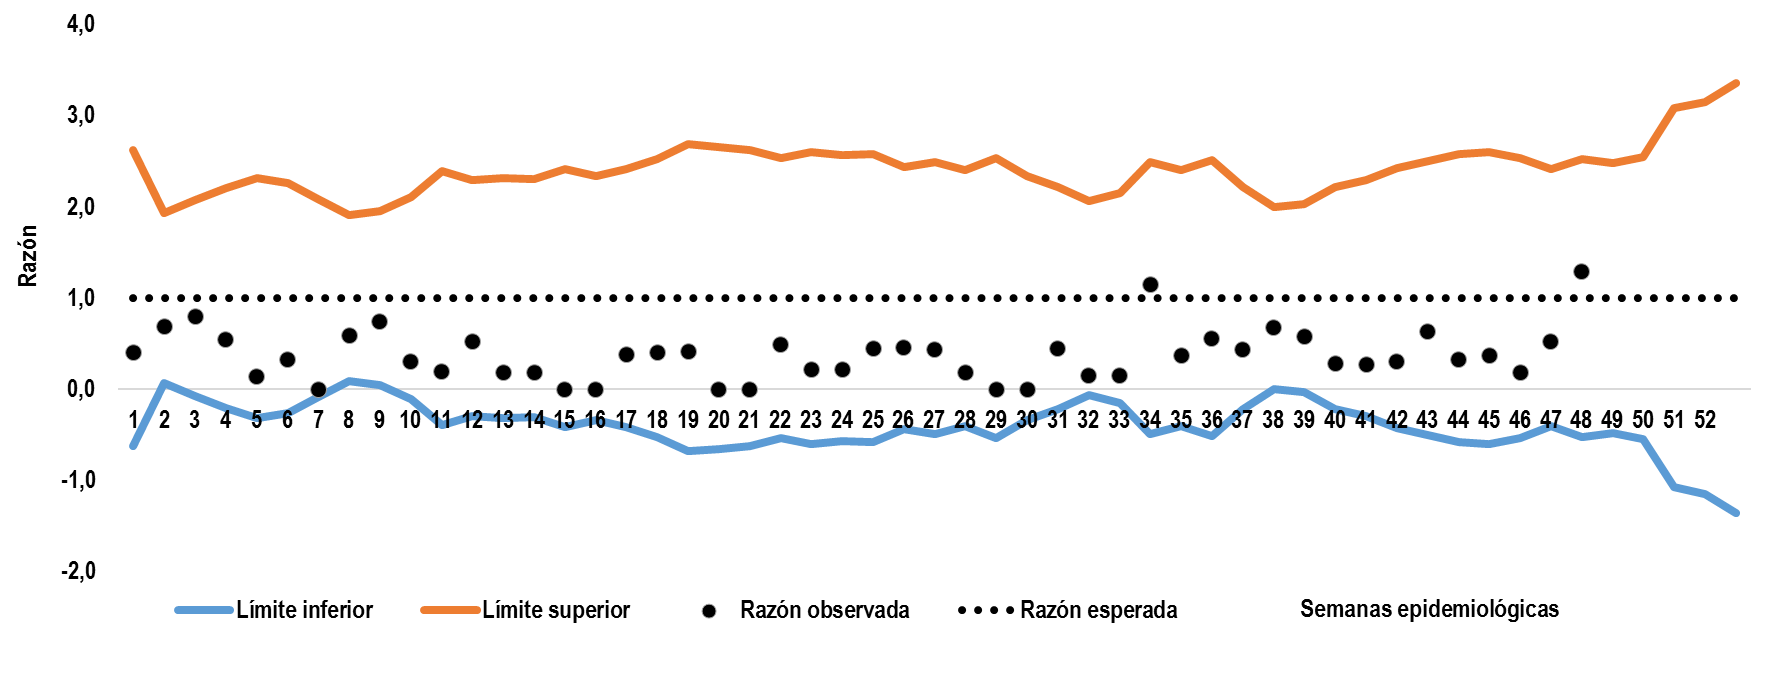 4,0
3,0
2,0
1,0
0,0
-1,0
-2,0
Razón
1 2 3 4 5 6 7 8 9 10 11 12 13 14 15 16 17 18 19 20 21 22 23 24 25 26 27 28 29 30 31 32 33 34 35 36 37 38 39 40 41 42 43 44 45 46 47 48 49 50 51 52
Límite inferior Límite superior Razón observada Razón esperada Semanas epidemiológicas